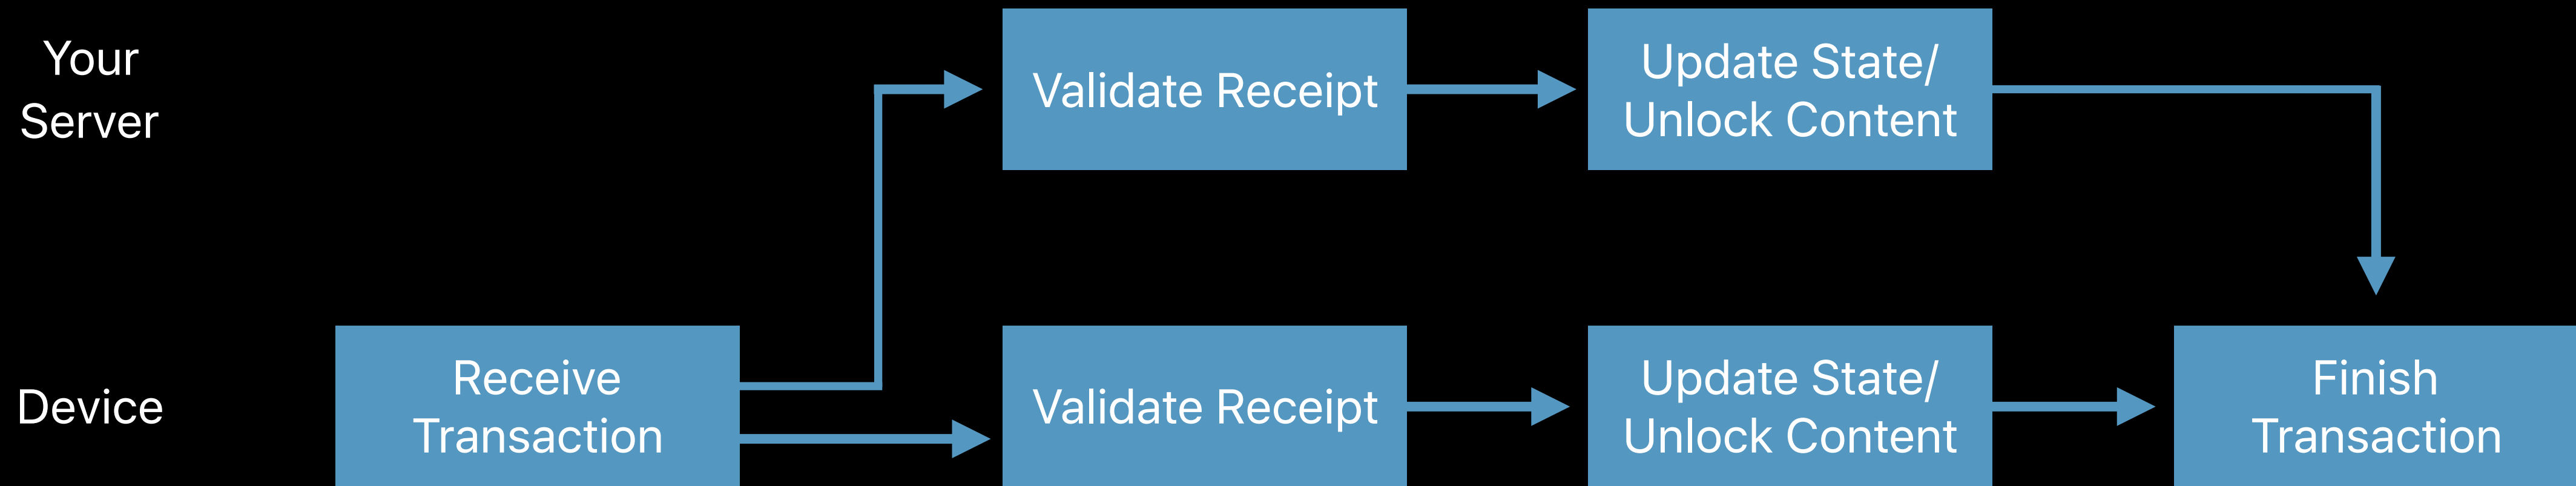 Your
Server
Validate Receipt
Update State/
Unlock Content
Device
Receive
Transaction
Validate Receipt
Update State/
Unlock Content
Finish
Transaction